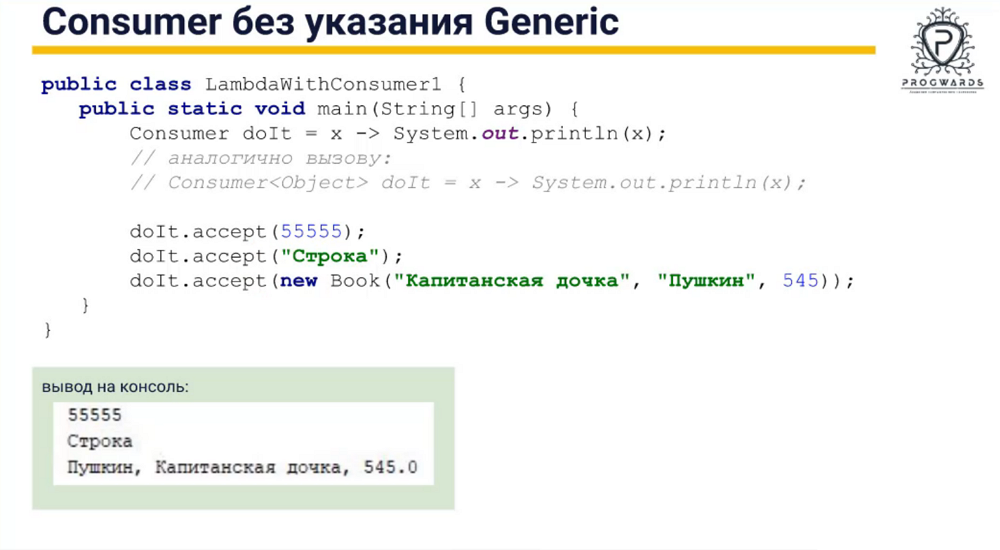 Consumer без указания Generic
PROGWARDS
public class LambdaWithConsumer1 {
public static void main(String[] args) {
Consumer doIt = x -> System.out.println(x);
// аналогично вызову:
// Consumer<Object> doIt = x -> System.out.println(x);
doIt.accept(55555);
doIt.accept("Строка");
doIt.accept(new Book("Капитанская дочка", "Пушкин", 545));
}
}
вывод на консоль:
55555
Строка
Пушкин, Капитанская дочка, 545.0